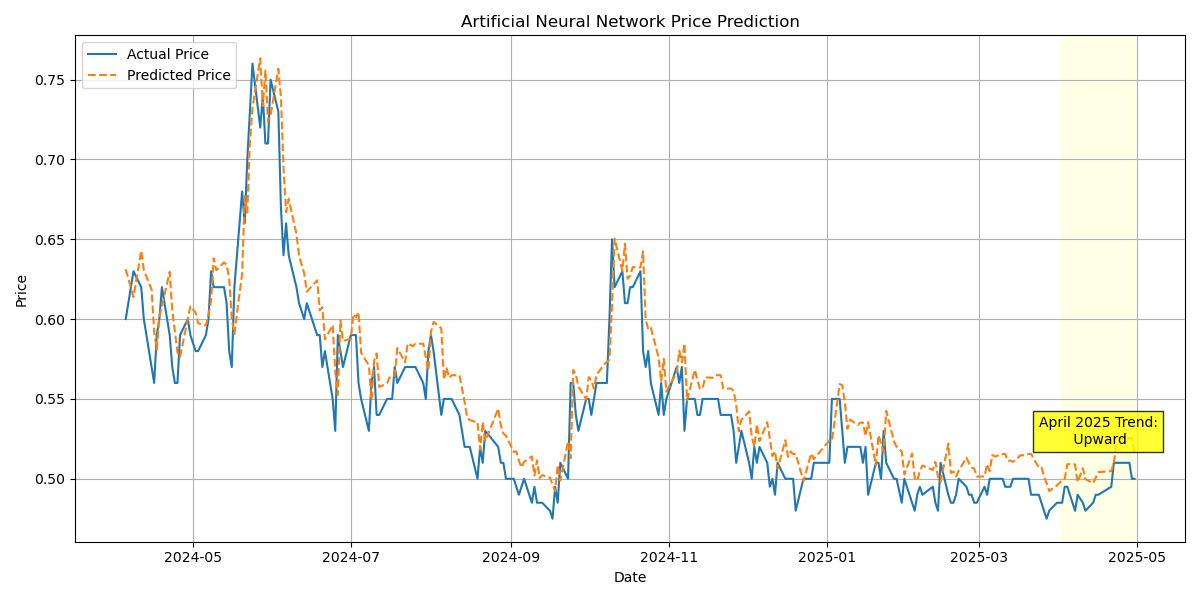 Artificial Neural Network Price Prediction
Actual Price
Predicted Price
Price
0.75
0.70
0.65
0.60
0.55
0.50
April 2025 Trend:
Upward
2024-05
2024-07
2024-09
2024-11
2025-01
2025-03
2025-05
Date